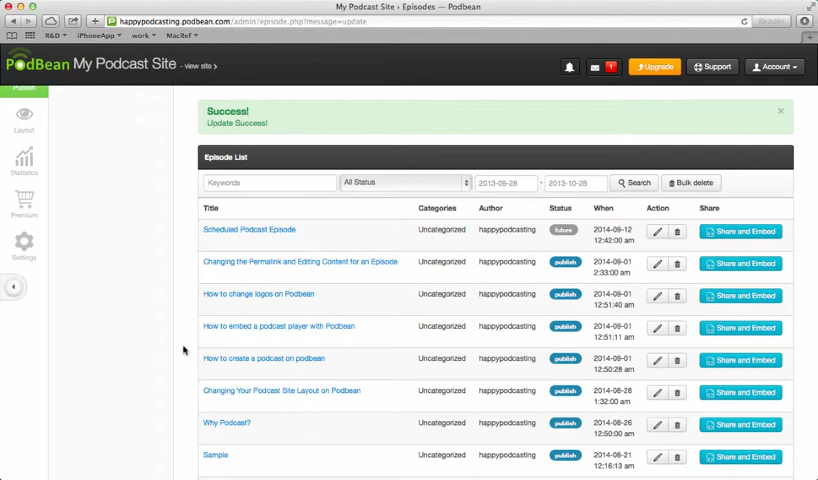 My Podcast Site › Episodes — Podbean
happypodcasting.podbean.com/admin/episode.php?message=update
Reader
R&D iPhoneApp work MacRef
PodBean My Podcast Site - view site >
1 Upgrade Support Account
Publish
Layout
Statistics
Premium
Settings
Success!
Update Success!
Episode List
Keywords All Status 2013-09-28 - 2013-10-28 Search Bulk delete
Title Categories Author Status When Action Share
Scheduled Podcast Episode Uncategorized happypodcasting future 2014-09-12 12:42:00 am Share and Embed
Changing the Permalink and Editing Content for an Episode Uncategorized happypodcasting publish 2014-09-01 2:33:00 am Share and Embed
How to change logos on Podbean Uncategorized happypodcasting publish 2014-09-01 12:51:40 am Share and Embed
How to embed a podcast player with Podbean Uncategorized happypodcasting publish 2014-09-01 12:51:11 am Share and Embed
How to create a podcast on podbean Uncategorized happypodcasting publish 2014-09-01 12:50:28 am Share and Embed
Changing Your Podcast Site Layout on Podbean Uncategorized happypodcasting publish 2014-08-28 1:32:00 am Share and Embed
Why Podcast? Uncategorized happypodcasting publish 2014-08-26 12:50:00 am Share and Embed
Sample Uncategorized happypodcasting publish 2014-08-21 12:16:13 am Share and Embed